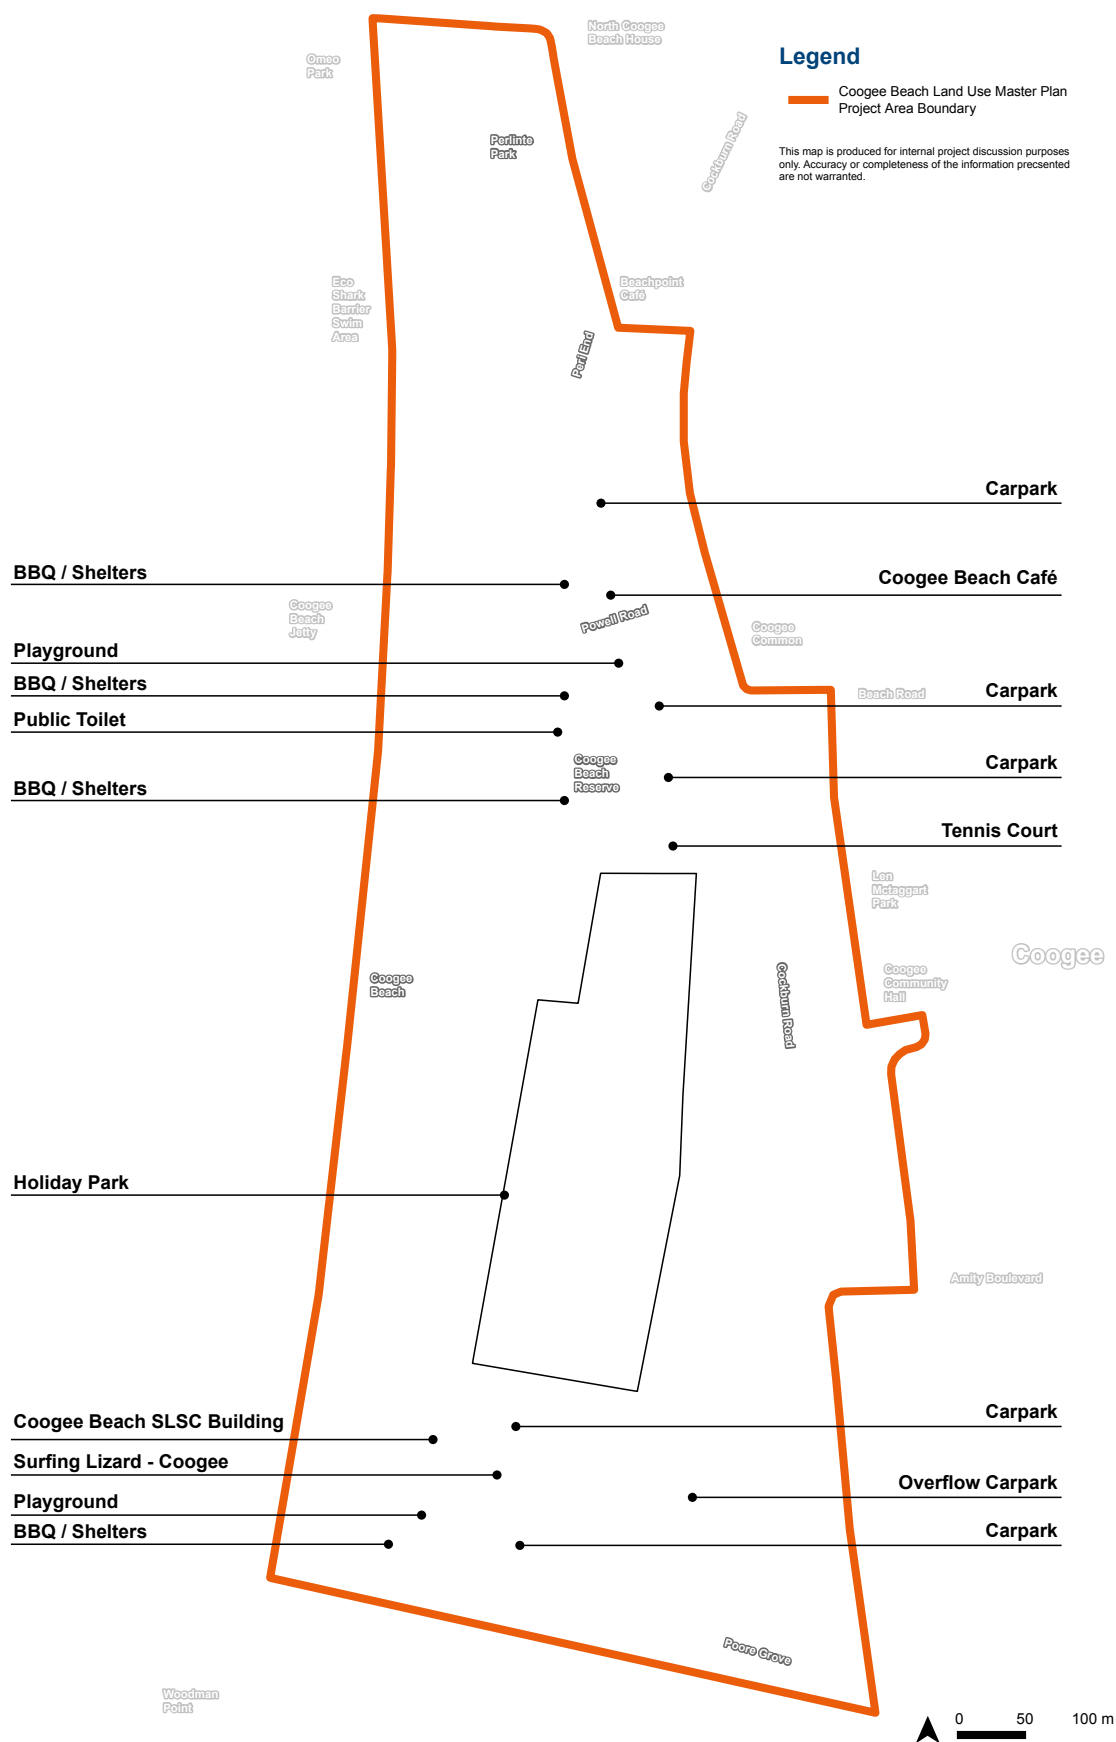 North Coogee
Beach House
Omeo
Park
Legend
Coogee Beach Land Use Master Plan
Project Area Boundary
This map is produced for internal project discussion purposes
only. Accuracy or completeness of the information precsented
are not warranted.
Perlinte
Park
Cockburn Road
Eco
Shark
Barrier
Swim
Area
Beachpoint
Café
Peri End
Carpark
BBQ / Shelters
Coogee Beach Café
Coogee
Beach
Jetty
Powell Road
Coogee
Common
Playground
BBQ / Shelters
Beach Road
Carpark
Public Toilet
Coogee
Beach
Reserve
Carpark
BBQ / Shelters
Tennis Court
Len
Mctaggart
Park
Coogee
Coogee
Beach
Cockburn Road
Coogee
Community
Hall
Holiday Park
Amity Boulevard
Coogee Beach SLSC Building
Carpark
Surfing Lizard - Coogee
Overflow Carpark
Playground
BBQ / Shelters
Carpark
Poore Grove
Woodman
Point
0 50 100 m